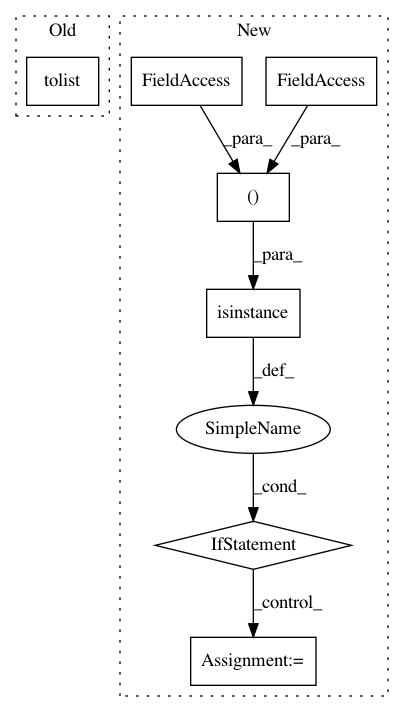 Old
New
tolist
FieldAccess
FieldAccess
_para_
_para_
()
_para_
isinstance
_def_
SimpleName
_cond_
IfStatement
_control_
Assignment:=